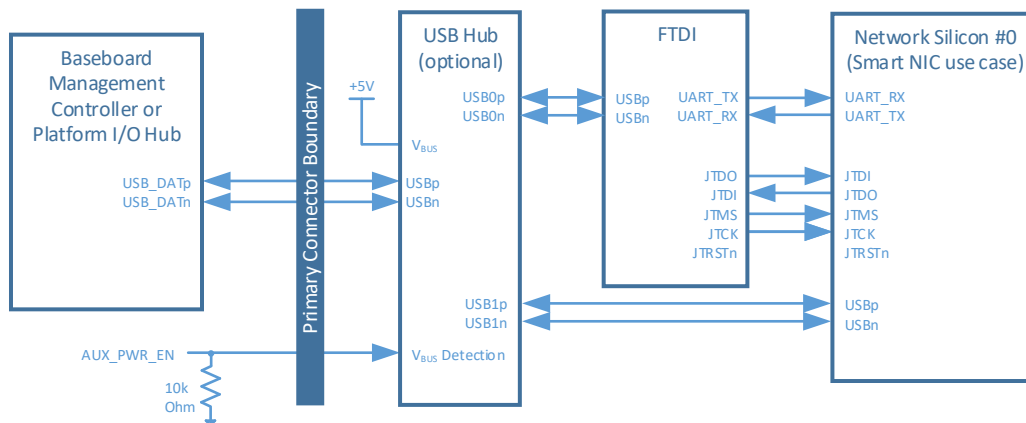 Baseboard
Management
Controller or
Platform I/O Hub
USB_DATp
USB_DATn
AUX_PWR_EN
10k
Ohm
Primary Connector Boundary
+5V
USB Hub
(optional)
USB0p
USB0n
VBUS
USBp
USBn
USB1p
USB1n
VBUS Detection
FTDI
USBp
USBn
UART_TX
UART_RX
JTDO
JTDI
JTMS
JTCK
JTRSTn
Network Silicon #0
(Smart NIC use case)
UART_RX
UART_TX
JTDI
JTDO
JTMS
JTCK
JTRSTn
USBp
USBn